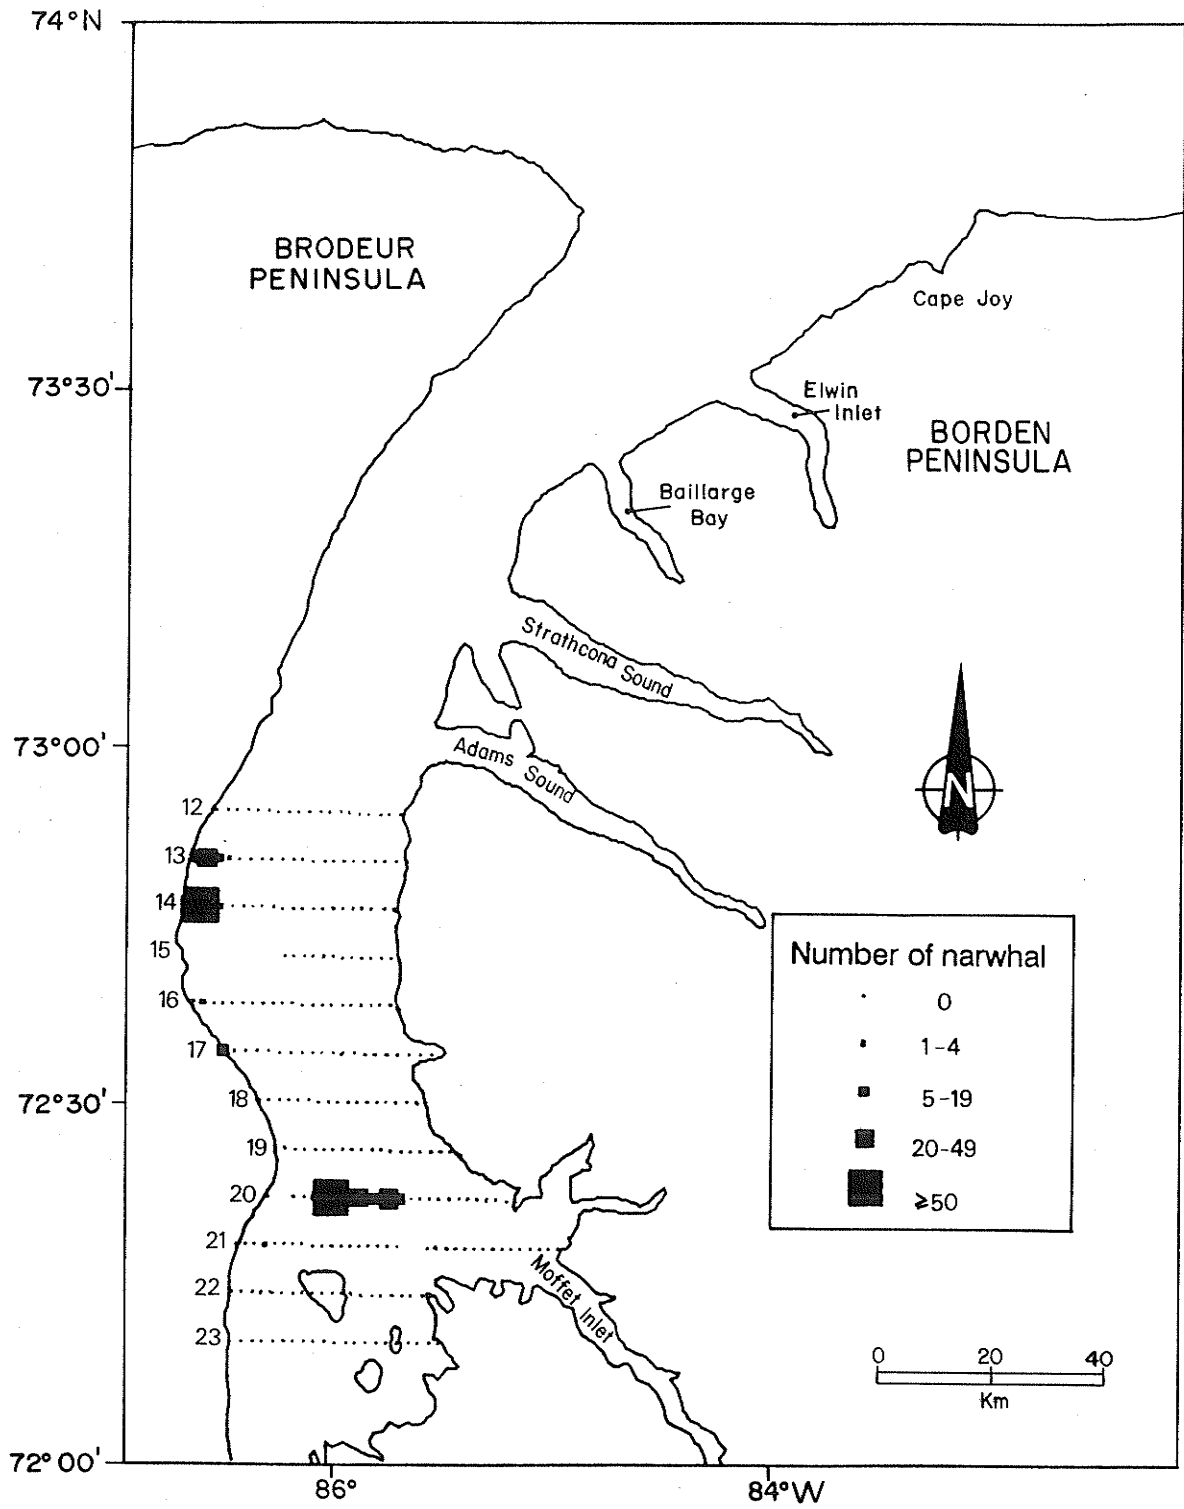 74°N
BRODEUR
PENINSULA
Cape Joy
73°30'
Elwin
Inlet
BORDEN
PENINSULA
Baillarge
Bay
Strathcona Sound
N
73°00'
Adams Sound
12
13
14
15
16
17
18
19
20
21
22
23
Number of narwhal
0
1-4
5-19
20-49
≥50
72°30'
Moffet Inlet
0 20 40
Km
72°00'
86°
84°W